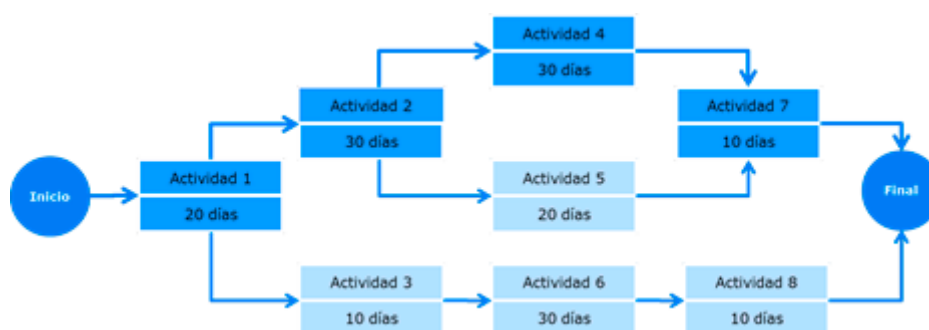 Actividad 4
30 días
Actividad 2
30 días
Actividad 7
10 días
Inicio
Actividad 1
20 días
Actividad 5
20 días
Final
Actividad 3
10 días
Actividad 6
30 días
Actividad 8
10 días